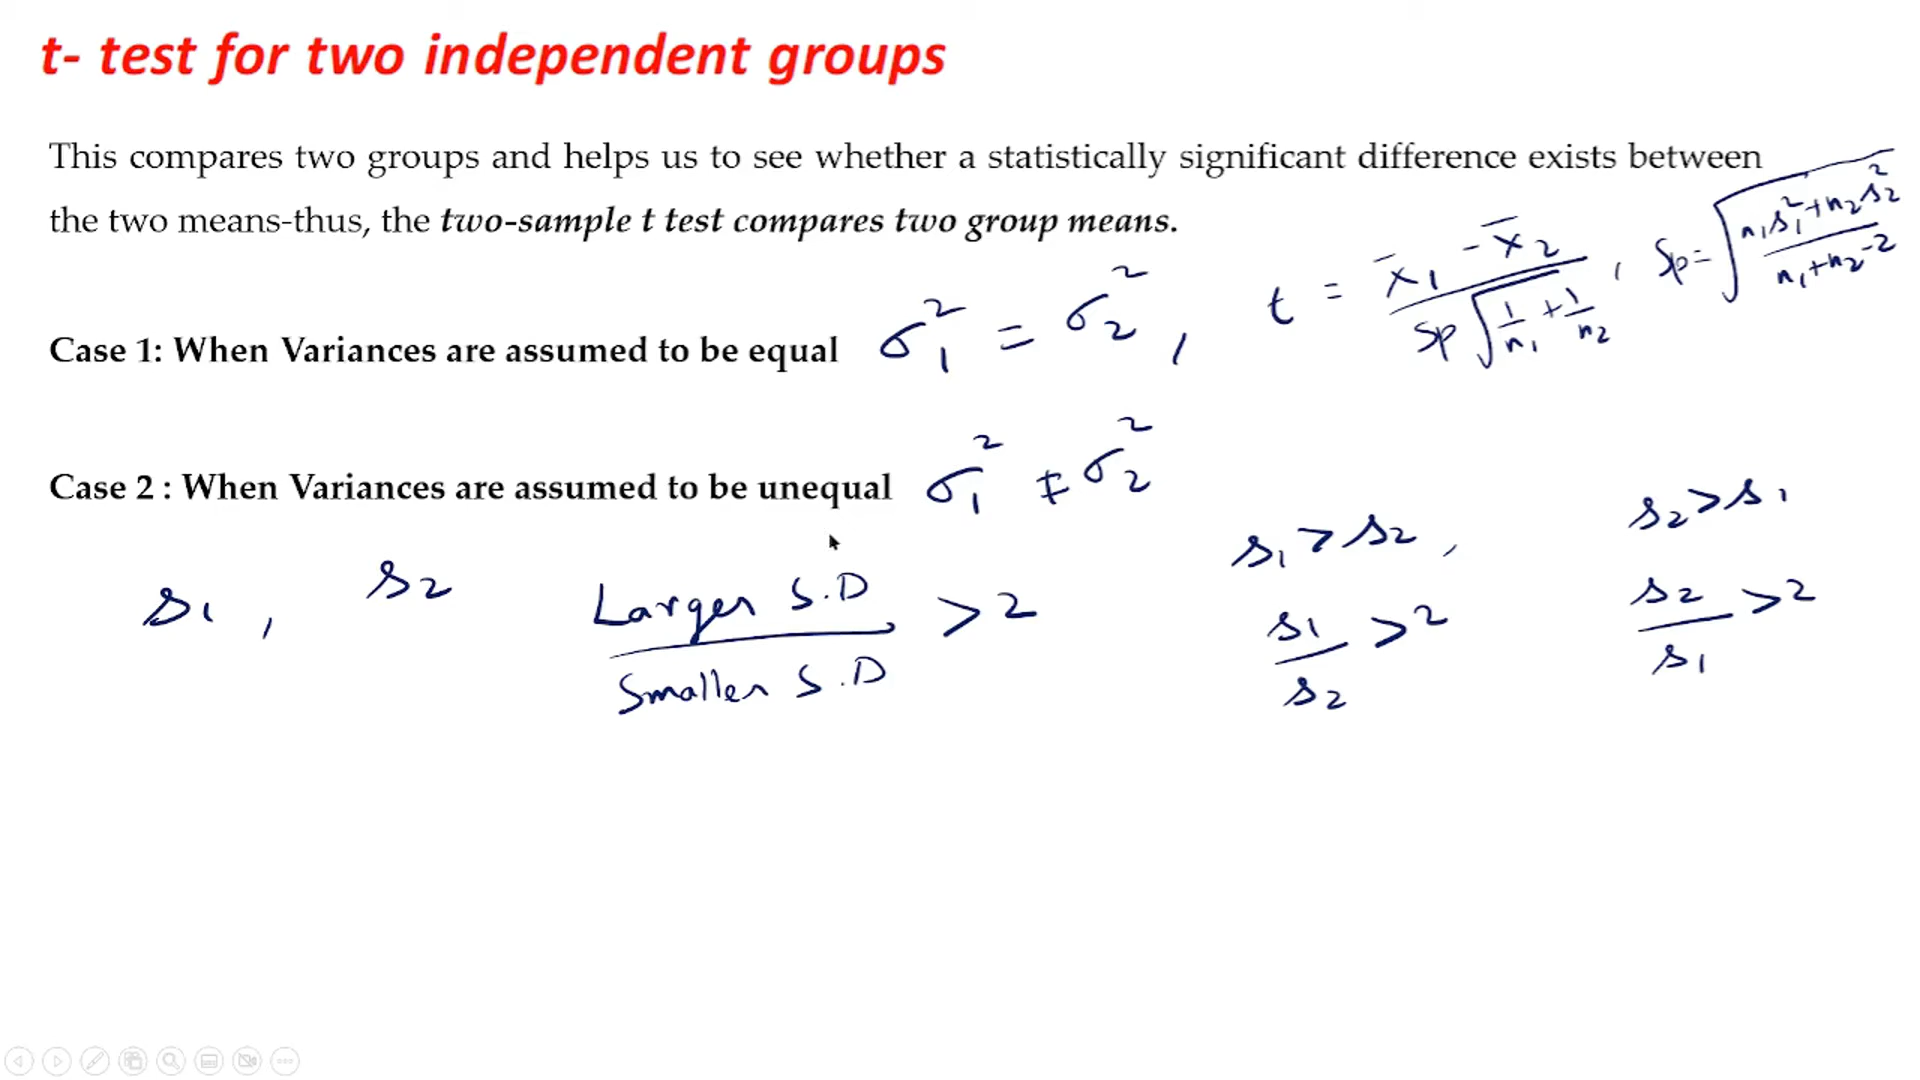 t- test for two independent groups
This compares two groups and helps us to see whether a statistically significant difference exists between
the two means-thus, the two-sample t test compares two group means.
Case 1: When Variances are assumed to be equal σ₁² = σ₂² , t = (x̄₁ - x̄₂) / (Sp √(1/n₁ + 1/n₂)) , Sp = √((n₁s₁² + n₂s₂²) / (n₁+n₂-2))
Case 2 : When Variances are assumed to be unequal σ₁² ≠ σ₂²
s₁ , s₂
Larger S.D / Smaller S.D > 2
s₁ > s₂ ,
s₁ / s₂ > 2
s₂ > s₁
s₂ / s₁ > 2